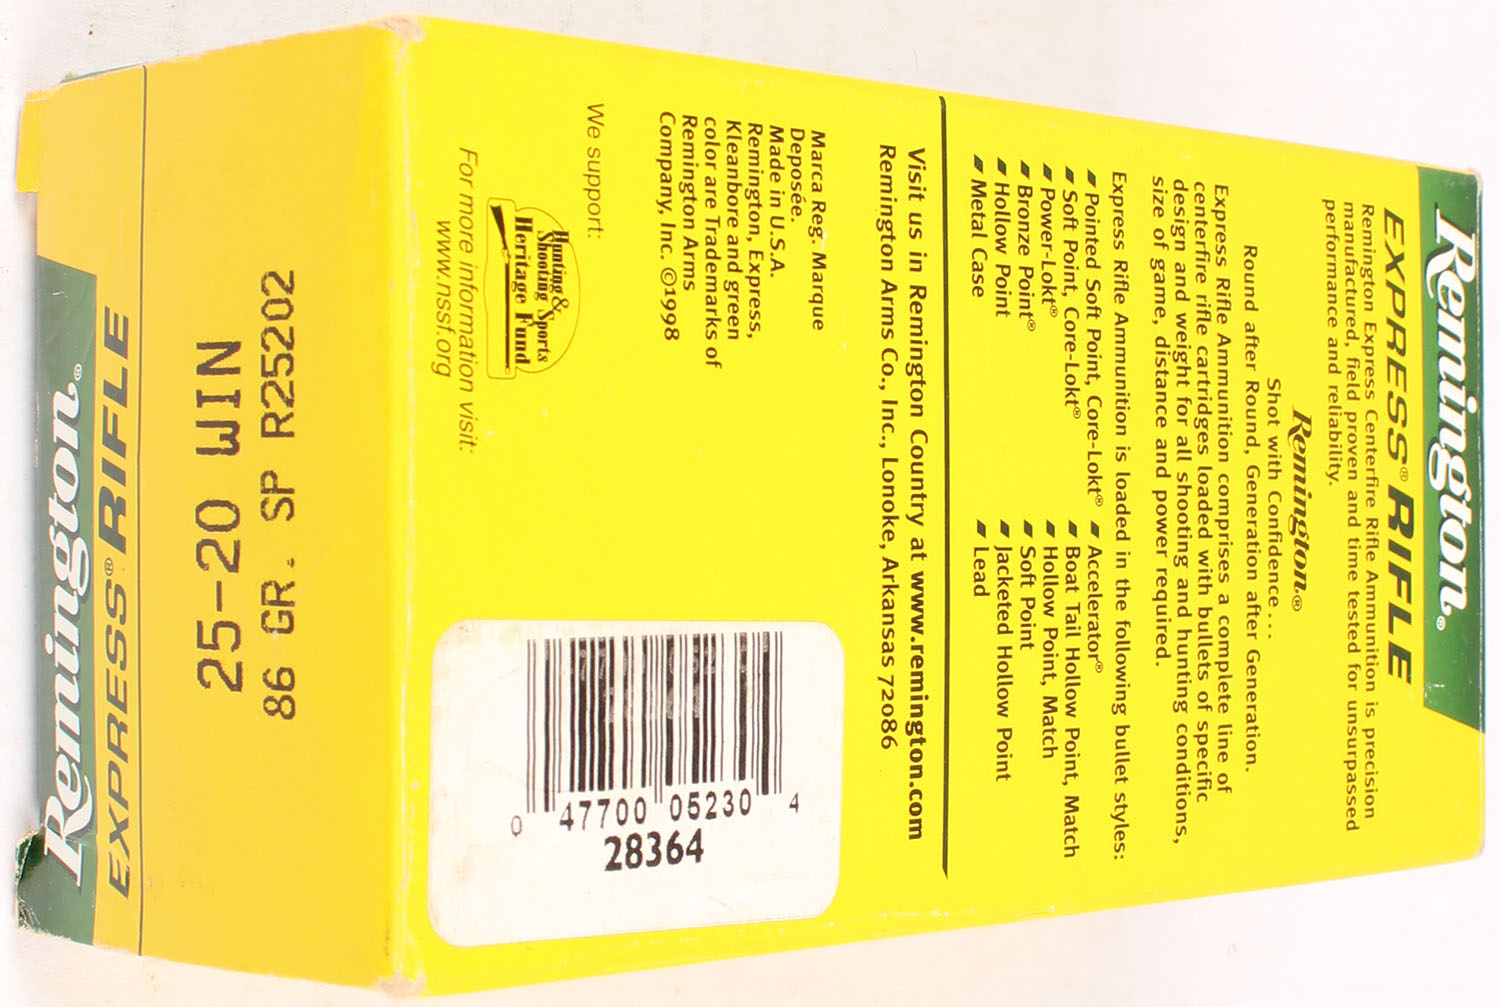 Remington®
EXPRESS® RIFLE
Remington Express Centerfire Rifle Ammunition is precision
manufactured, field proven and time tested for unsurpassed
performance and reliability.
Remington®
Shot with Confidence...
Round after Round, Generation after Generation.
Express Rifle Ammunition comprises a complete line of
centerfire rifle cartridges loaded with bullets of specific
design and weight for all shooting and hunting conditions,
size of game, distance and power required.
Express Rifle Ammunition is loaded in the following bullet styles:
Pointed Soft Point, Core-Lokt®
Soft Point, Core-Lokt®
Power-Lokt®
Bronze Point®
Hollow Point
Metal Case
Accelerator®
Boat Tail Hollow Point, Match
Hollow Point, Match
Soft Point
Jacketed Hollow Point
Lead
Visit us in Remington Country at www.remington.com
Remington Arms Co., Inc., Lonoke, Arkansas 72086
Marca Reg.-Marque
Deposée.
Made in U.S.A.
Remington, Express,
Kleanbore and green
color are Trademarks of
Remington Arms
Company, Inc. ©1998
We support:
Hunting &
Shooting Sports
Heritage Fund
For more information visit:
www.nssf.org
0 47700 05230 4
28364
25-20 WIN
86 GR. SP R25202
Remington®
EXPRESS® RIFLE